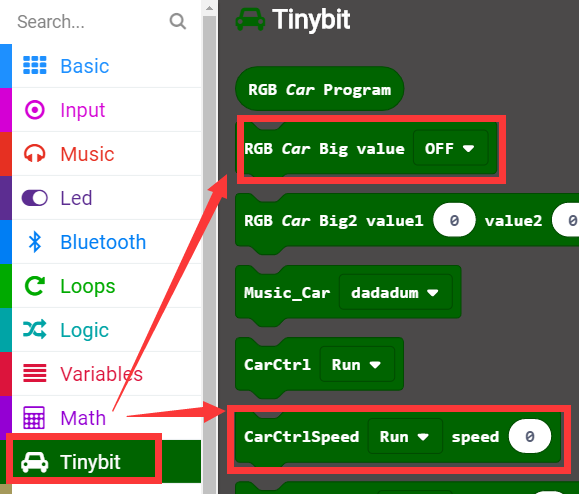 Search...
Basic
Input
Music
Led
Bluetooth
Loops
Logic
Variables
Math
Tinybit
Tinybit
RGB Car Program
RGB Car Big value OFF
RGB Car Big2 value1 0 value2 0
Music_Car dadadum
CarCtrl Run
CarCtrlSpeed Run speed 0